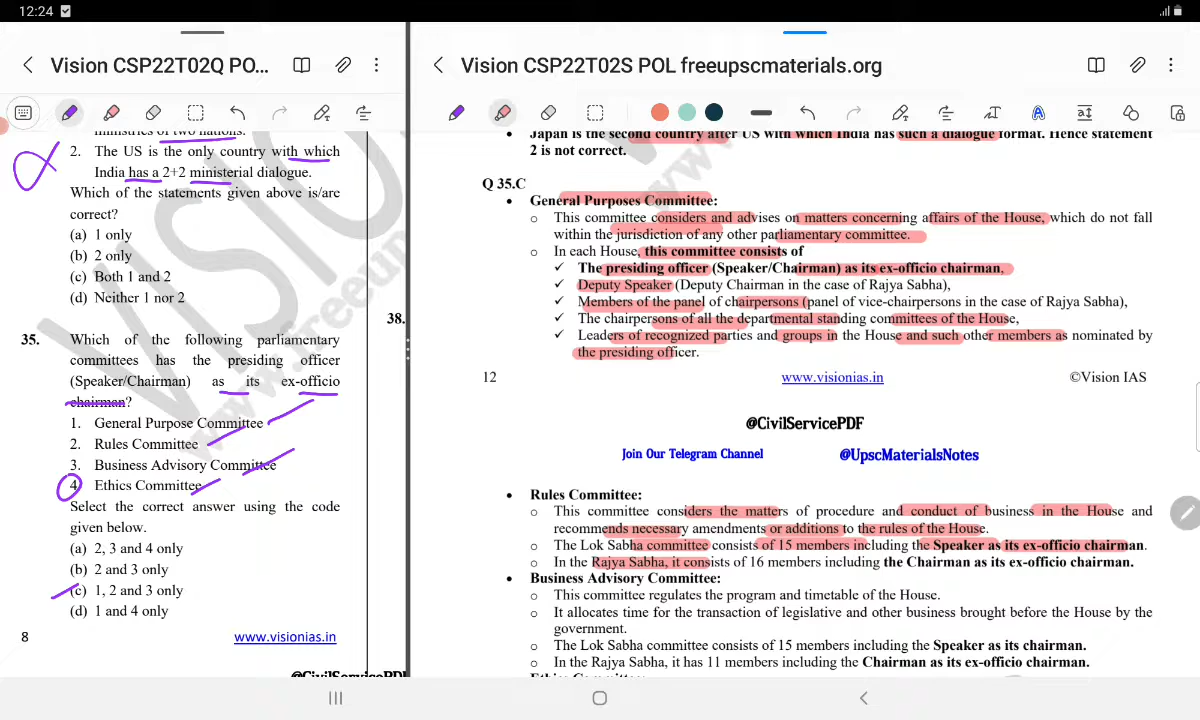 12:24
Vision CSP22T02Q PO...
ministries of two nations.
2. The US is the only country with which
India has a 2+2 ministerial dialogue.
Which of the statements given above is/are
correct?
(a) 1 only
(b) 2 only
(c) Both 1 and 2
(d) Neither 1 nor 2
38.
35. Which of the following parliamentary
committees has the presiding officer
(Speaker/Chairman) as its ex-officio
chairman?
1. General Purpose Committee
2. Rules Committee
3. Business Advisory Committee
4. Ethics Committee
Select the correct answer using the code
given below.
(a) 2, 3 and 4 only
(b) 2 and 3 only
(c) 1, 2 and 3 only
(d) 1 and 4 only
8 www.visionias.in
@CivilServicePDF
Vision CSP22T02S POL freeupscmaterials.org
Japan is the second country after US with which India has such a dialogue format. Hence statement
2 is not correct.
Q 35.C
• General Purposes Committee:
o This committee considers and advises on matters concerning affairs of the House, which do not fall
within the jurisdiction of any other parliamentary committee.
o In each House, this committee consists of
✓ The presiding officer (Speaker/Chairman) as its ex-officio chairman,
✓ Deputy Speaker (Deputy Chairman in the case of Rajya Sabha),
✓ Members of the panel of chairpersons (panel of vice-chairpersons in the case of Rajya Sabha),
✓ The chairpersons of all the departmental standing committees of the House,
✓ Leaders of recognized parties and groups in the House and such other members as nominated by
the presiding officer.
12 www.visionias.in ©Vision IAS
@CivilServicePDF
Join Our Telegram Channel @UpscMaterialsNotes
• Rules Committee:
o This committee considers the matters of procedure and conduct of business in the House and
recommends necessary amendments or additions to the rules of the House.
o The Lok Sabha committee consists of 15 members including the Speaker as its ex-officio chairman.
o In the Rajya Sabha, it consists of 16 members including the Chairman as its ex-officio chairman.
• Business Advisory Committee:
o This committee regulates the program and timetable of the House.
o It allocates time for the transaction of legislative and other business brought before the House by the
government.
o The Lok Sabha committee consists of 15 members including the Speaker as its chairman.
o In the Rajya Sabha, it has 11 members including the Chairman as its ex-officio chairman.
• Ethics Committee: